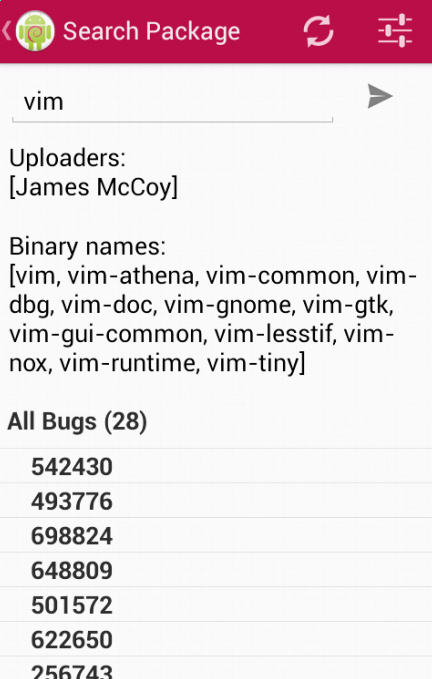 Search Package
vim
Uploaders:
[James McCoy]
Binary names:
[vim, vim-athena, vim-common, vim-
dbg, vim-doc, vim-gnome, vim-gtk,
vim-gui-common, vim-lesstif, vim-
nox, vim-runtime, vim-tiny]
All Bugs (28)
542430
493776
698824
648809
501572
622650
256743